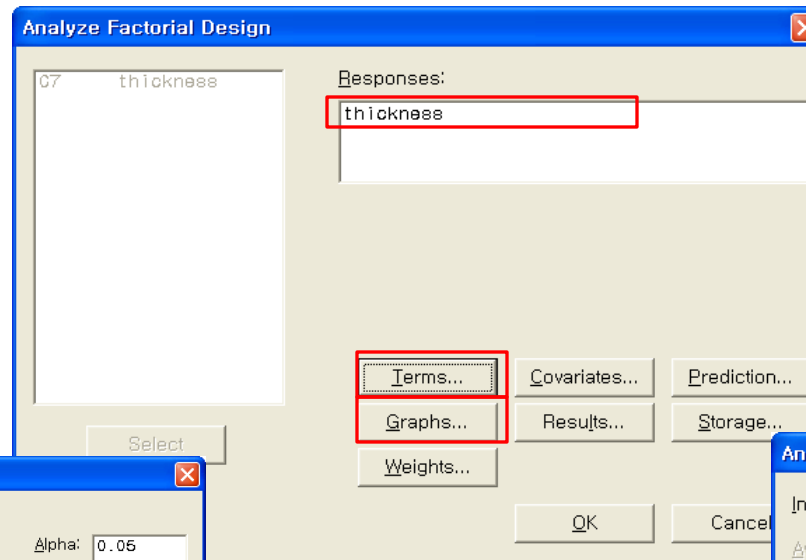 Analyze Factorial Design
C7 thickness
Responses:
thickness
Terms... Covariates... Prediction...
Graphs... Results... Storage...
Select
Weights...
OK Cancel
Alpha: 0.05